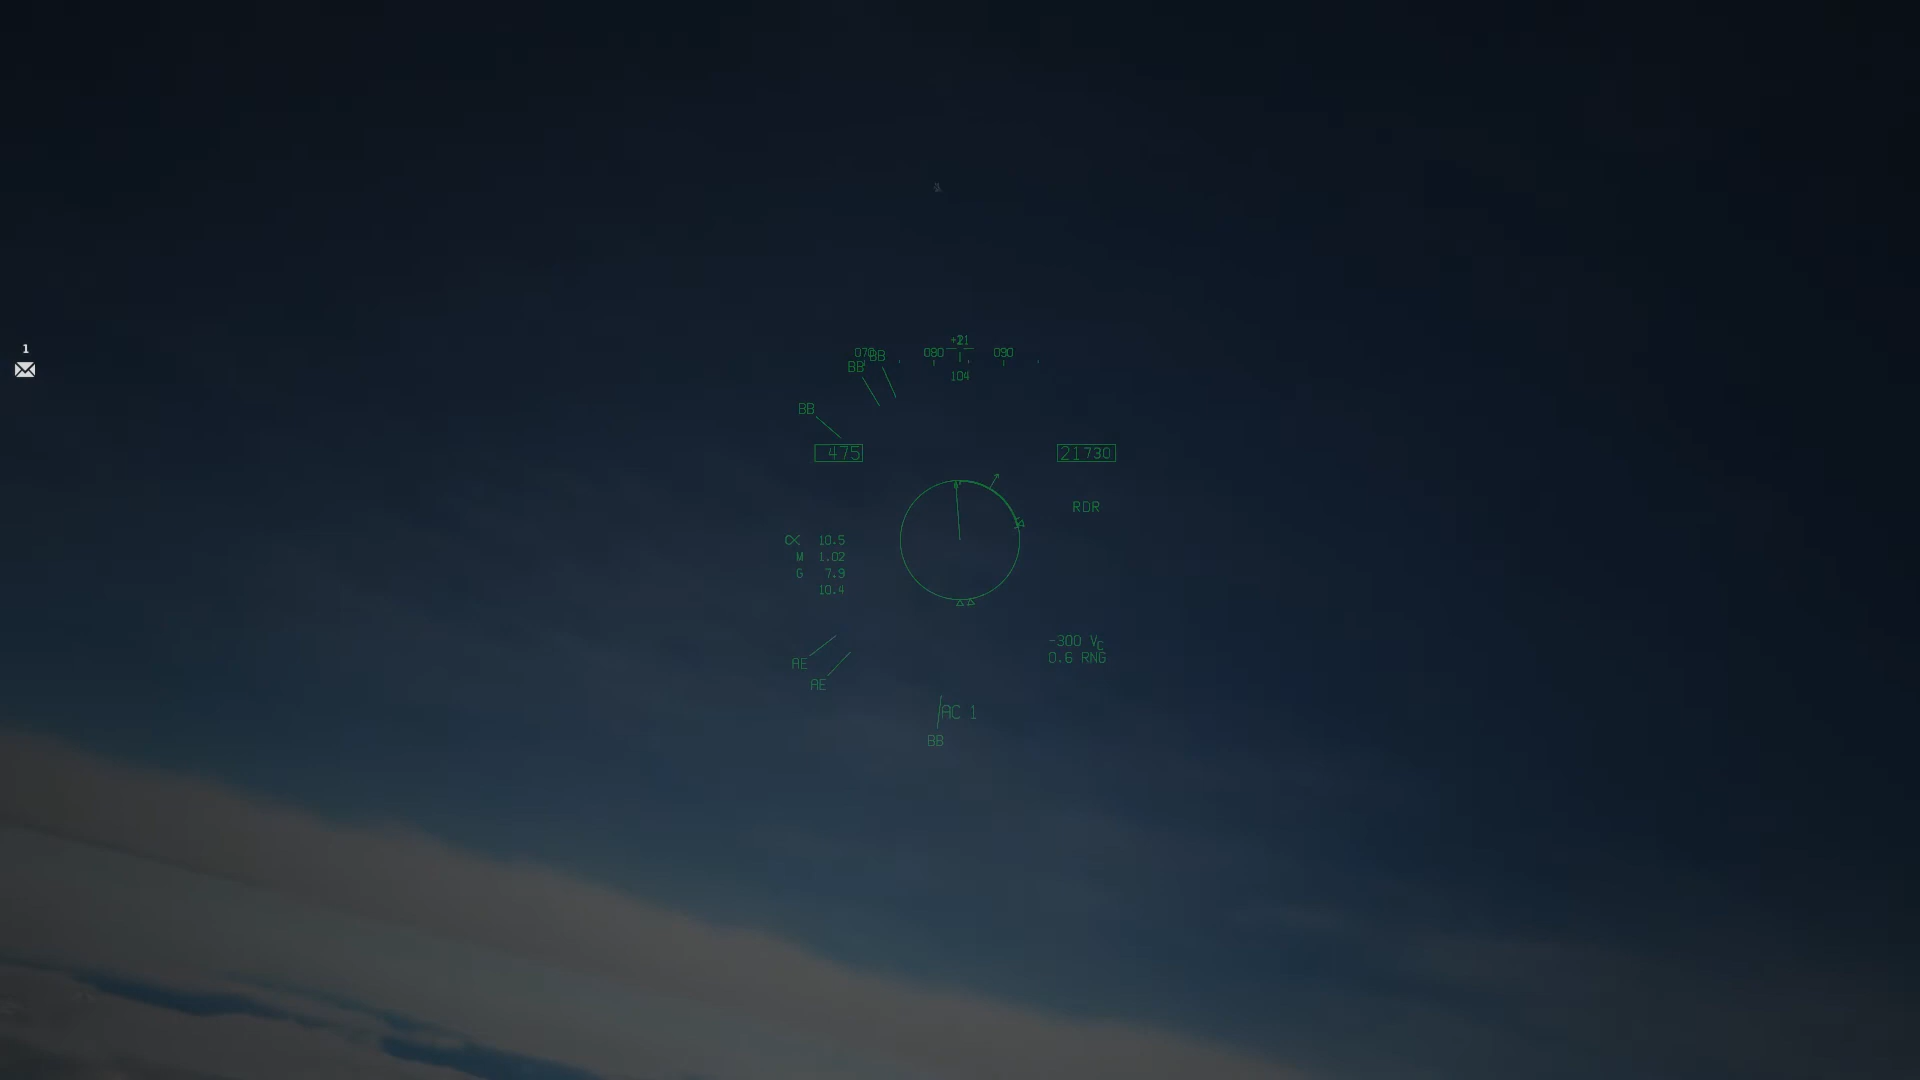 1
+21
070 080 090
BB
BB
104
BB
475
21730
RDR
∝ 10.5
M 1.02
G 7.9
10.4
-300 VC
0.6 RNG
AE
AE
AC 1
BB